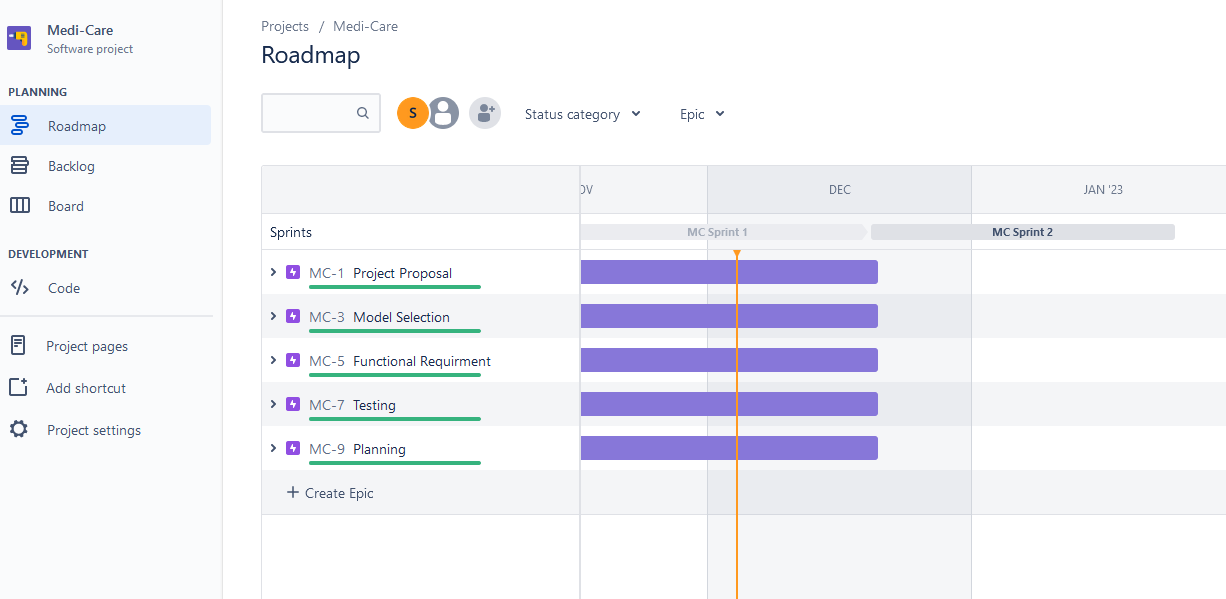 Medi-Care
Software project
PLANNING
Roadmap
Backlog
Board
DEVELOPMENT
Code
Project pages
Add shortcut
Project settings
Projects / Medi-Care
Roadmap
S
Status category
Epic
OV DEC JAN '23
Sprints MC Sprint 1 MC Sprint 2
MC-1 Project Proposal
MC-3 Model Selection
MC-5 Functional Requirment
MC-7 Testing
MC-9 Planning
+ Create Epic